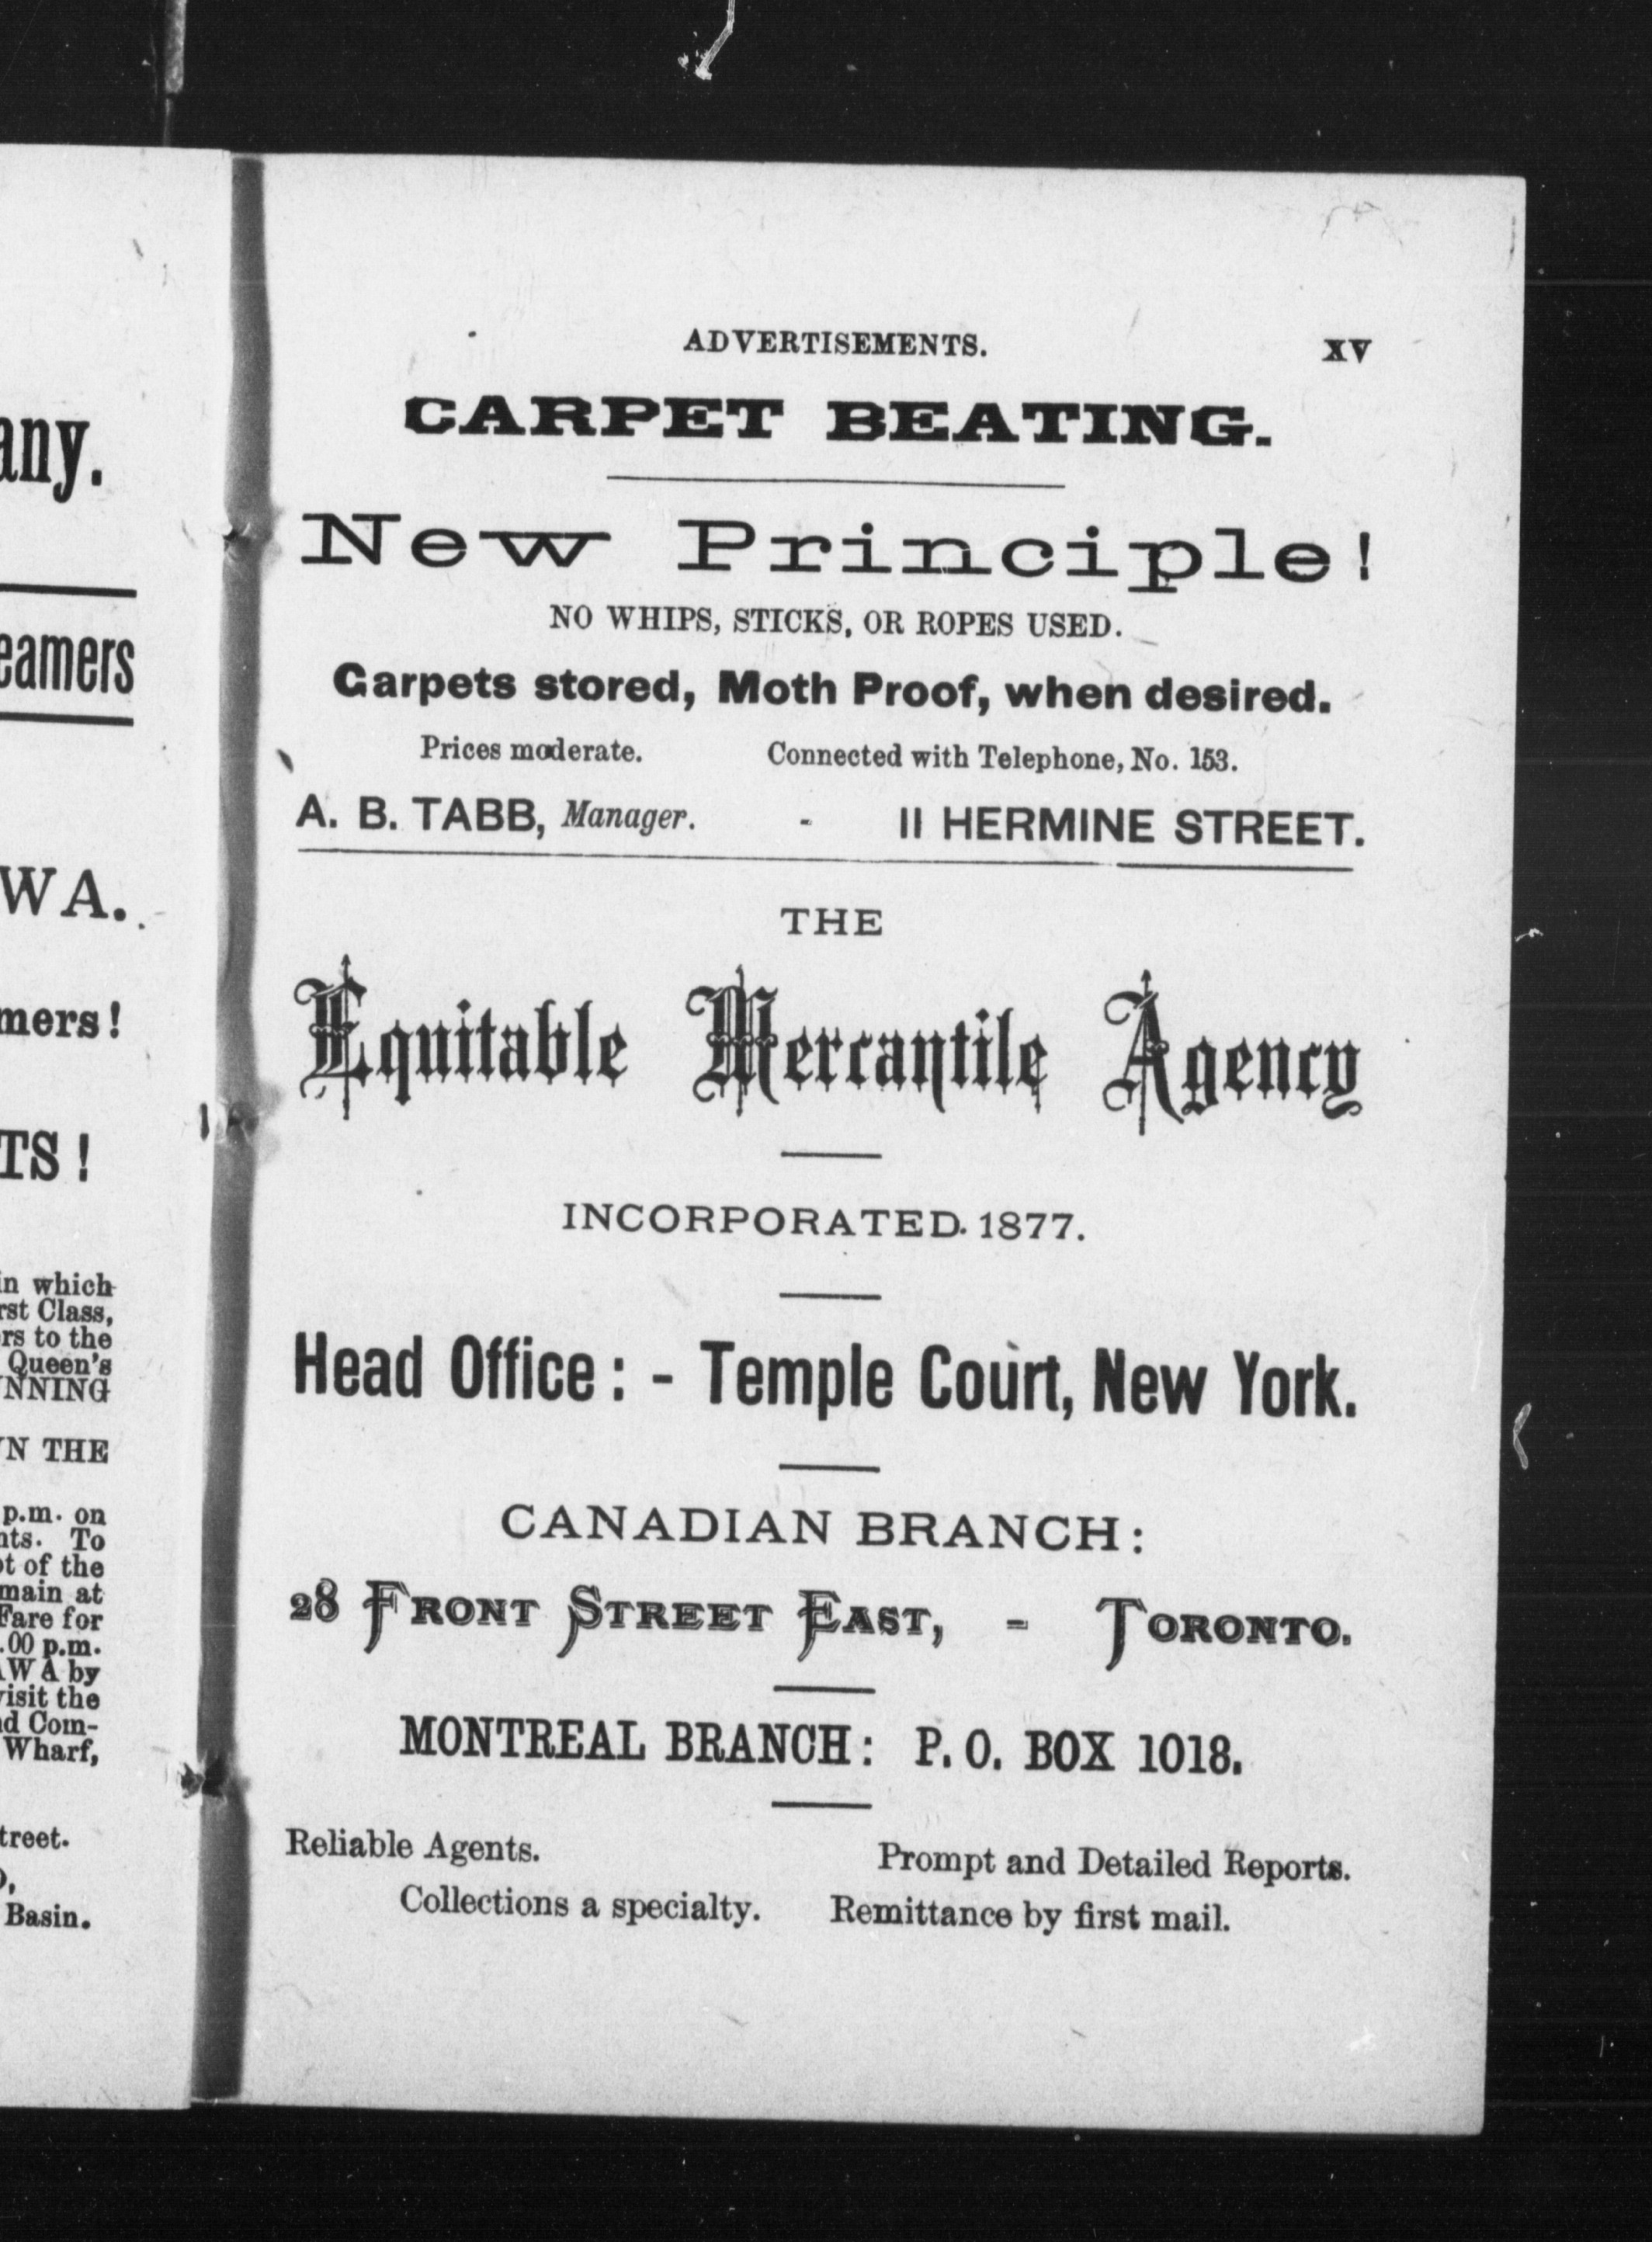 any.
eamers
WA.
mers!
TS!
in which
rst Class,
rs to the
Queen's
NNING
N THE
p.m. on
nts. To
ot of the
main at
Fare for
.00 p.m.
AWA by
visit the
nd Com-
Wharf,
treet.
Basin.
ADVERTISEMENTS. XV
CARPET BEATING.
New Principle!
NO WHIPS, STICKS, OR ROPES USED.
Carpets stored, Moth Proof, when desired.
Prices moderate. Connected with Telephone, No. 153.
A. B. TABB, Manager. - 11 HERMINE STREET.
THE
Equitable Mercantile Agency
INCORPORATED. 1877.
Head Office: - Temple Court, New York.
CANADIAN BRANCH:
28 FRONT STREET EAST, - TORONTO.
MONTREAL BRANCH: P. O. BOX 1018.
Reliable Agents. Prompt and Detailed Reports.
Collections a specialty. Remittance by first mail.